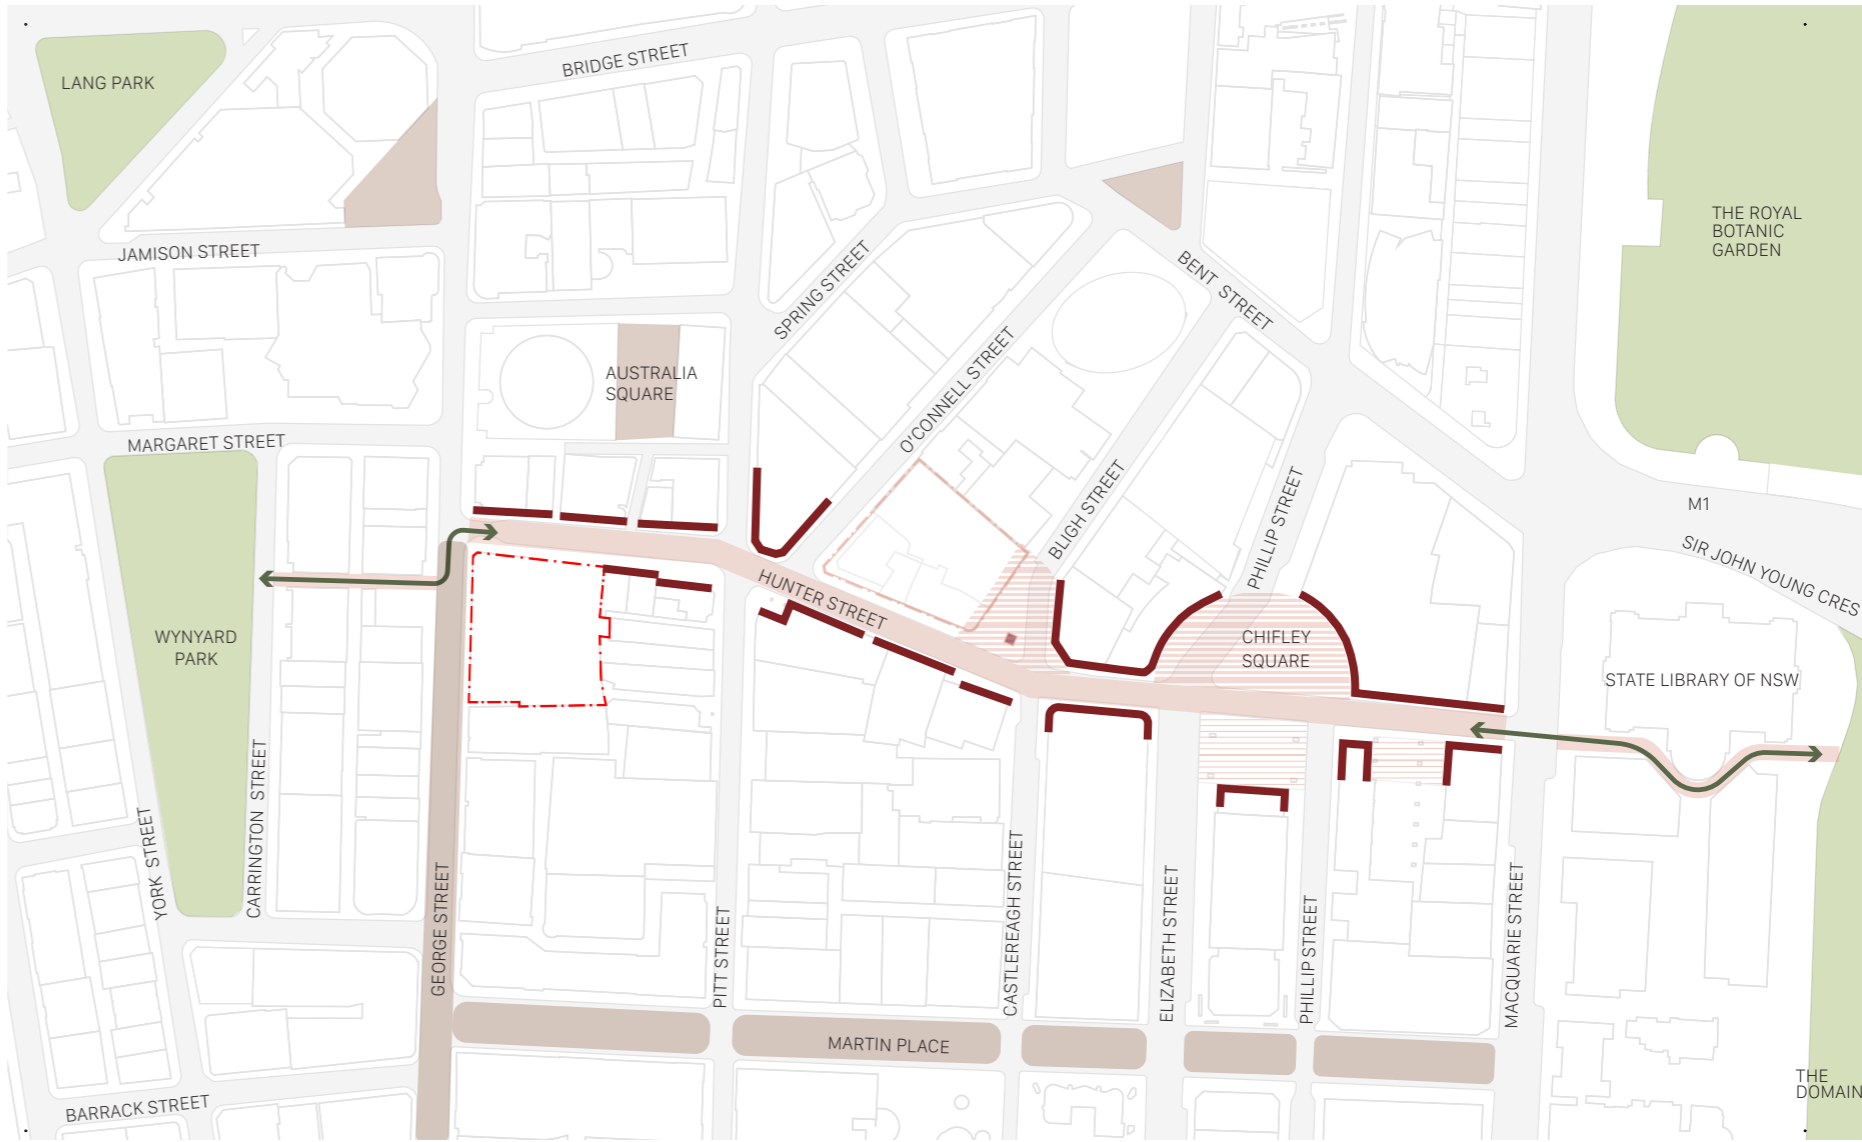 BRIDGE STREET
LANG PARK
THE ROYAL
BOTANIC
GARDEN
JAMISON STREET
SPRING STREET
BENT STREET
AUSTRALIA
SQUARE
O'CONNELL STREET
MARGARET STREET
M1
BLIGH STREET
PHILLIP STREET
SIR JOHN YOUNG CRES
HUNTER STREET
WYNYARD
PARK
CHIFLEY
SQUARE
STATE LIBRARY OF NSW
YORK STREET
CARRINGTON STREET
GEORGE STREET
PITT STREET
CASTLEREAGH STREET
ELIZABETH STREET
PHILLIP STREET
MACQUARIE STREET
MARTIN PLACE
THE
DOMAIN
BARRACK STREET